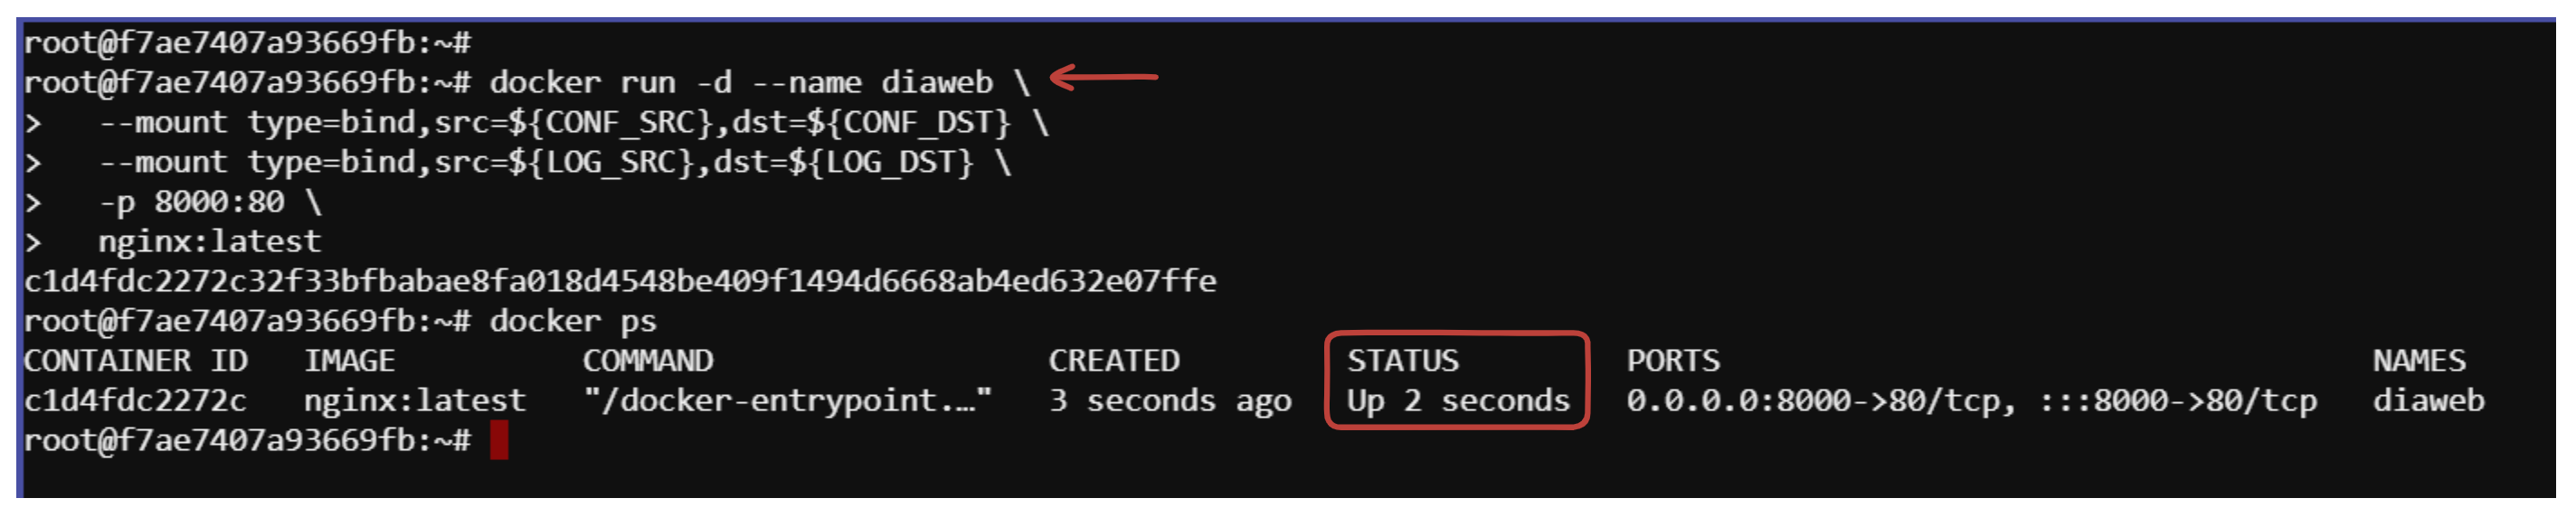 root@f7ae7407a93669fb:~#
root@f7ae7407a93669fb:~# docker run -d --name diaweb \
>   --mount type=bind,src=${CONF_SRC},dst=${CONF_DST} \
>   --mount type=bind,src=${LOG_SRC},dst=${LOG_DST} \
>   -p 8000:80 \
>   nginx:latest
c1d4fdc2272c32f33bfbabae8fa018d4548be409f1494d6668ab4ed632e07ffe
root@f7ae7407a93669fb:~# docker ps
CONTAINER ID   IMAGE          COMMAND                  CREATED         STATUS         PORTS                                   NAMES
c1d4fdc2272c   nginx:latest   "/docker-entrypoint.…"   3 seconds ago   Up 2 seconds   0.0.0.0:8000->80/tcp, :::8000->80/tcp   diaweb
root@f7ae7407a93669fb:~#